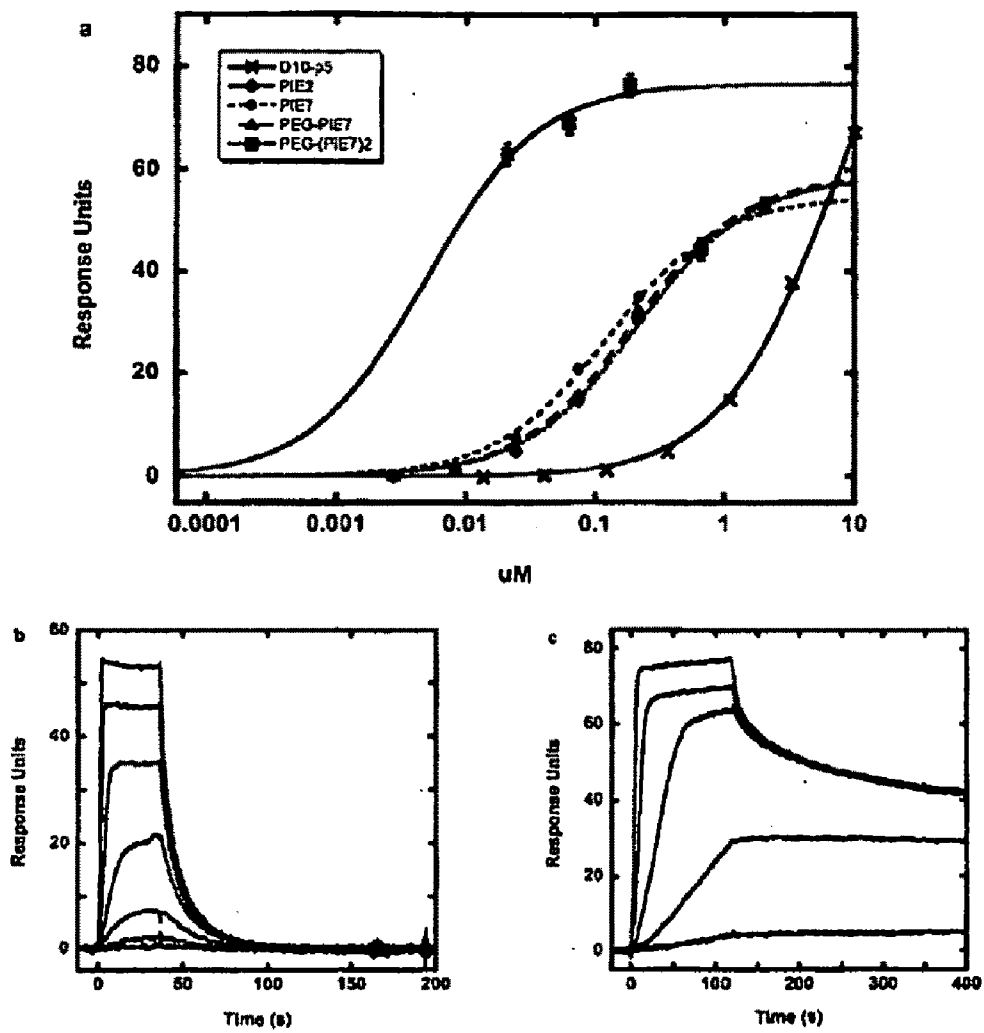 a
80
60
40
20
0
Response Units
D10-p5
PIE2
PIE7
PEG-PIE7
PEG-(PIE7)2
0.0001 0.001 0.01 0.1 1 10
uM
b
60
40
20
0
Response Units
0 50 100 150 200
Time (s)
c
80
60
40
20
0
Response Units
0 100 200 300 400
Time (s)